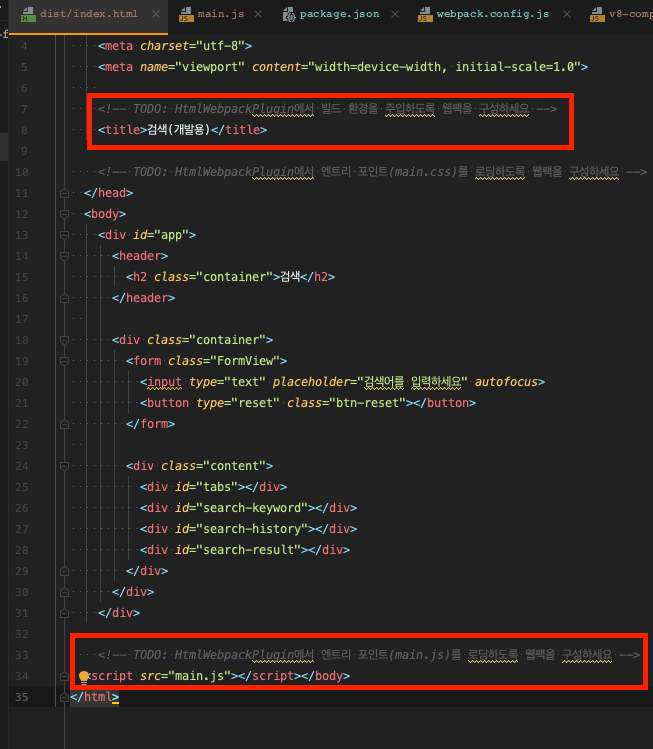 dist/index.html main.js package.json webpack.config.js v8-comp
4 <meta charset="utf-8">
5 <meta name="viewport" content="width=device-width, initial-scale=1.0">
6
7 <!-- TODO: HtmlWebpackPlugin에서 빌드 환경을 주입하도록 웹팩을 구성하세요 -->
8 <title>검색(개발용)</title>
9
10 <!-- TODO: HtmlWebpackPlugin에서 엔트리 포인트(main.css)를 로딩하도록 웹팩을 구성하세요 -->
11 </head>
12 <body>
13 <div id="app">
14 <header>
15 <h2 class="container">검색</h2>
16 </header>
17
18 <div class="container">
19 <form class="FormView">
20 <input type="text" placeholder="검색어를 입력하세요" autofocus>
21 <button type="reset" class="btn-reset"></button>
22 </form>
23
24 <div class="content">
25 <div id="tabs"></div>
26 <div id="search-keyword"></div>
27 <div id="search-history"></div>
28 <div id="search-result"></div>
29 </div>
30 </div>
31 </div>
32
33 <!-- TODO: HtmlWebpackPlugin에서 엔트리 포인트(main.js)를 로딩하도록 웹팩을 구성하세요 -->
34 <script src="main.js"></script></body>
35 </html>